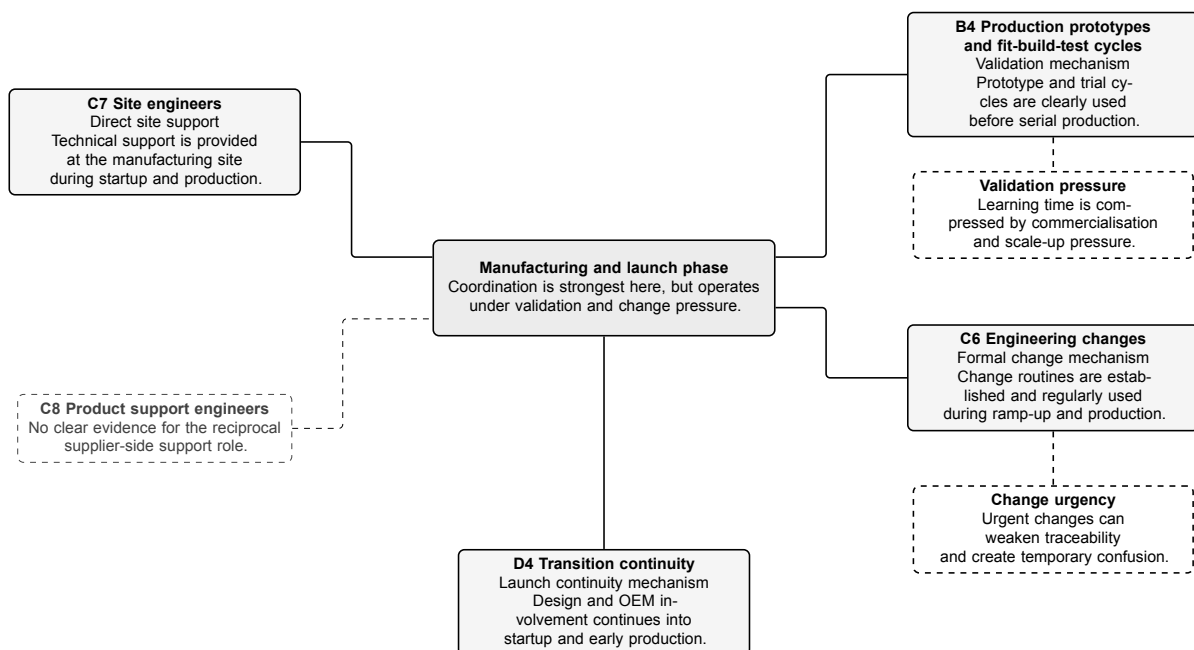 B4 Production prototypes
and fit-build-test cycles
Validation mechanism
Prototype and trial cy-
cles are clearly used
before serial production.
C7 Site engineers
Direct site support
Technical support is provided
at the manufacturing site
during startup and production.
Validation pressure
Learning time is com-
pressed by commercialisation
and scale-up pressure.
Manufacturing and launch phase
Coordination is strongest here, but operates
under validation and change pressure.
C6 Engineering changes
Formal change mechanism
Change routines are estab-
lished and regularly used
during ramp-up and production.
C8 Product support engineers
No clear evidence for the reciprocal
supplier-side support role.
Change urgency
Urgent changes can
weaken traceability
and create temporary confusion.
D4 Transition continuity
Launch continuity mechanism
Design and OEM in-
volvement continues into
startup and early production.